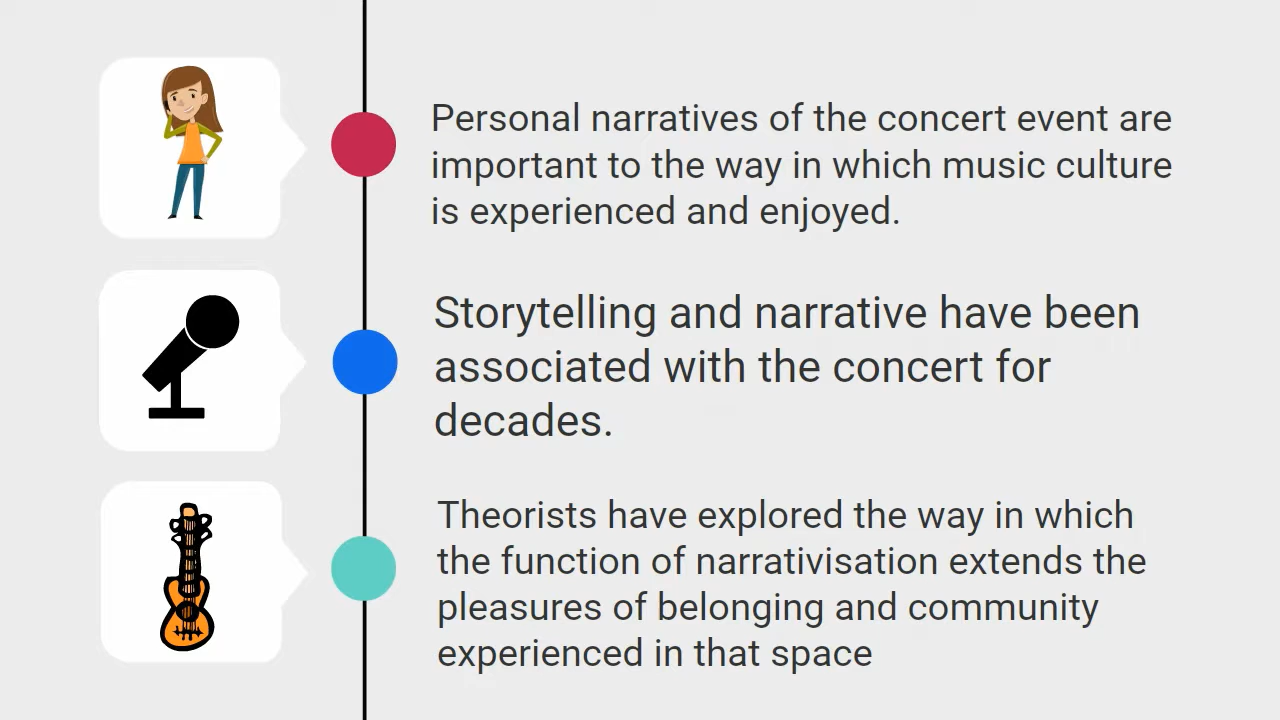 Personal narratives of the concert event are
important to the way in which music culture
is experienced and enjoyed.
Storytelling and narrative have been
associated with the concert for
decades.
Theorists have explored the way in which
the function of narrativisation extends the
pleasures of belonging and community
experienced in that space